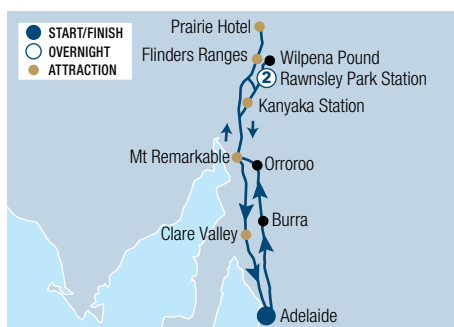 START/FINISH
OVERNIGHT
ATTRACTION
Prairie Hotel
Flinders Ranges
Wilpena Pound
2
Rawnsley Park Station
Kanyaka Station
Mt Remarkable
Orroroo
Burra
Clare Valley
Adelaide